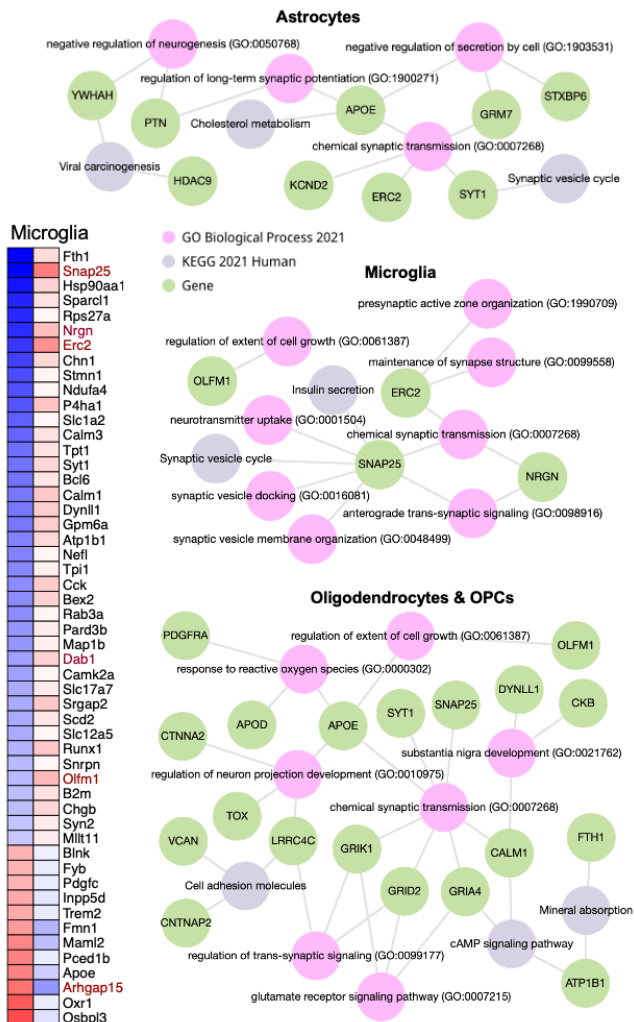 Astrocytes
negative regulation of neurogenesis (GO:0050768)
negative regulation of secretion by cell (GO:1903531)
regulation of long-term synaptic potentiation (GO:1900271)
YWHAH
PTN
Cholesterol metabolism
APOE
GRM7
STXBP6
chemical synaptic transmission (GO:0007268)
Viral carcinogenesis
HDAC9
KCND2
ERC2
SYT1
Synaptic vesicle cycle
GO Biological Process 2021
KEGG 2021 Human
Gene
Microglia
Fth1
Snap25
Hsp90aa1
Sparcl1
Rps27a
Nrgn
Erc2
Chn1
Stmn1
Ndufa4
P4ha1
Slc1a2
Calm3
Tpt1
Syt1
Bcl6
Calm1
Dynll1
Gpm6a
Atp1b1
Nefl
Tpi1
Cck
Bex2
Rab3a
Pard3b
Map1b
Dab1
Camk2a
Slc17a7
Srgap2
Scd2
Slc12a5
Runx1
Snrpn
Olfm1
B2m
Chgb
Syn2
Mllt11
Blnk
Fyb
Pdgfc
Inpp5d
Trem2
Fmn1
Maml2
Pced1b
Apoe
Arhgap15
Oxr1
Osbpl3
Microglia
presynaptic active zone organization (GO:1990709)
regulation of extent of cell growth (GO:0061387)
maintenance of synapse structure (GO:0099558)
OLFM1
Insulin secretion
ERC2
neurotransmitter uptake (GO:0001504)
chemical synaptic transmission (GO:0007268)
Synaptic vesicle cycle
SNAP25
NRGN
synaptic vesicle docking (GO:0016081)
anterograde trans-synaptic signaling (GO:0098916)
synaptic vesicle membrane organization (GO:0048499)
Oligodendrocytes & OPCs
PDGFRA
regulation of extent of cell growth (GO:0061387)
OLFM1
response to reactive oxygen species (GO:0000302)
DYNLL1
CKB
APOD
APOE
SYT1
SNAP25
CTNNA2
substantia nigra development (GO:0021762)
regulation of neuron projection development (GO:0010975)
chemical synaptic transmission (GO:0007268)
TOX
VCAN
LRRC4C
GRIK1
CALM1
FTH1
Cell adhesion molecules
GRID2
GRIA4
Mineral absorption
CNTNAP2
cAMP signaling pathway
regulation of trans-synaptic signaling (GO:0099177)
ATP1B1
glutamate receptor signaling pathway (GO:0007215)